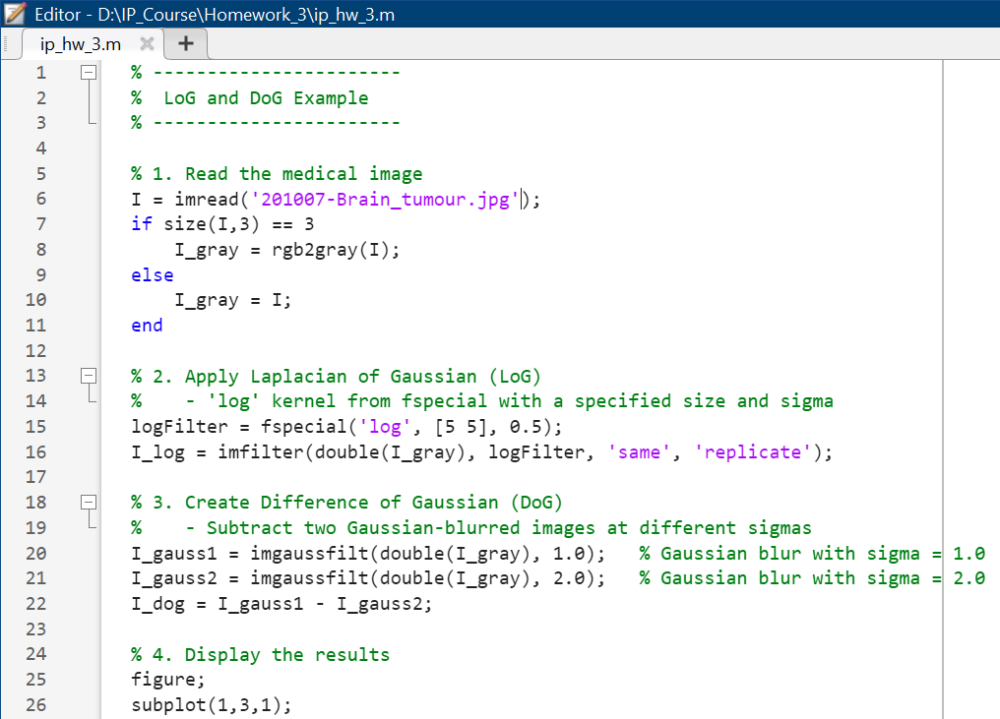 Editor - D:\IP_Course\Homework_3\ip_hw_3.m
ip_hw_3.m
1 % -----------------------
2 %  LoG and DoG Example
3 % -----------------------
4
5 % 1. Read the medical image
6 I = imread('201007-Brain_tumour.jpg');
7 if size(I,3) == 3
8     I_gray = rgb2gray(I);
9 else
10     I_gray = I;
11 end
12
13 % 2. Apply Laplacian of Gaussian (LoG)
14 %    - 'log' kernel from fspecial with a specified size and sigma
15 logFilter = fspecial('log', [5 5], 0.5);
16 I_log = imfilter(double(I_gray), logFilter, 'same', 'replicate');
17
18 % 3. Create Difference of Gaussian (DoG)
19 %    - Subtract two Gaussian-blurred images at different sigmas
20 I_gauss1 = imgaussfilt(double(I_gray), 1.0);   % Gaussian blur with sigma = 1.0
21 I_gauss2 = imgaussfilt(double(I_gray), 2.0);   % Gaussian blur with sigma = 2.0
22 I_dog = I_gauss1 - I_gauss2;
23
24 % 4. Display the results
25 figure;
26 subplot(1,3,1);